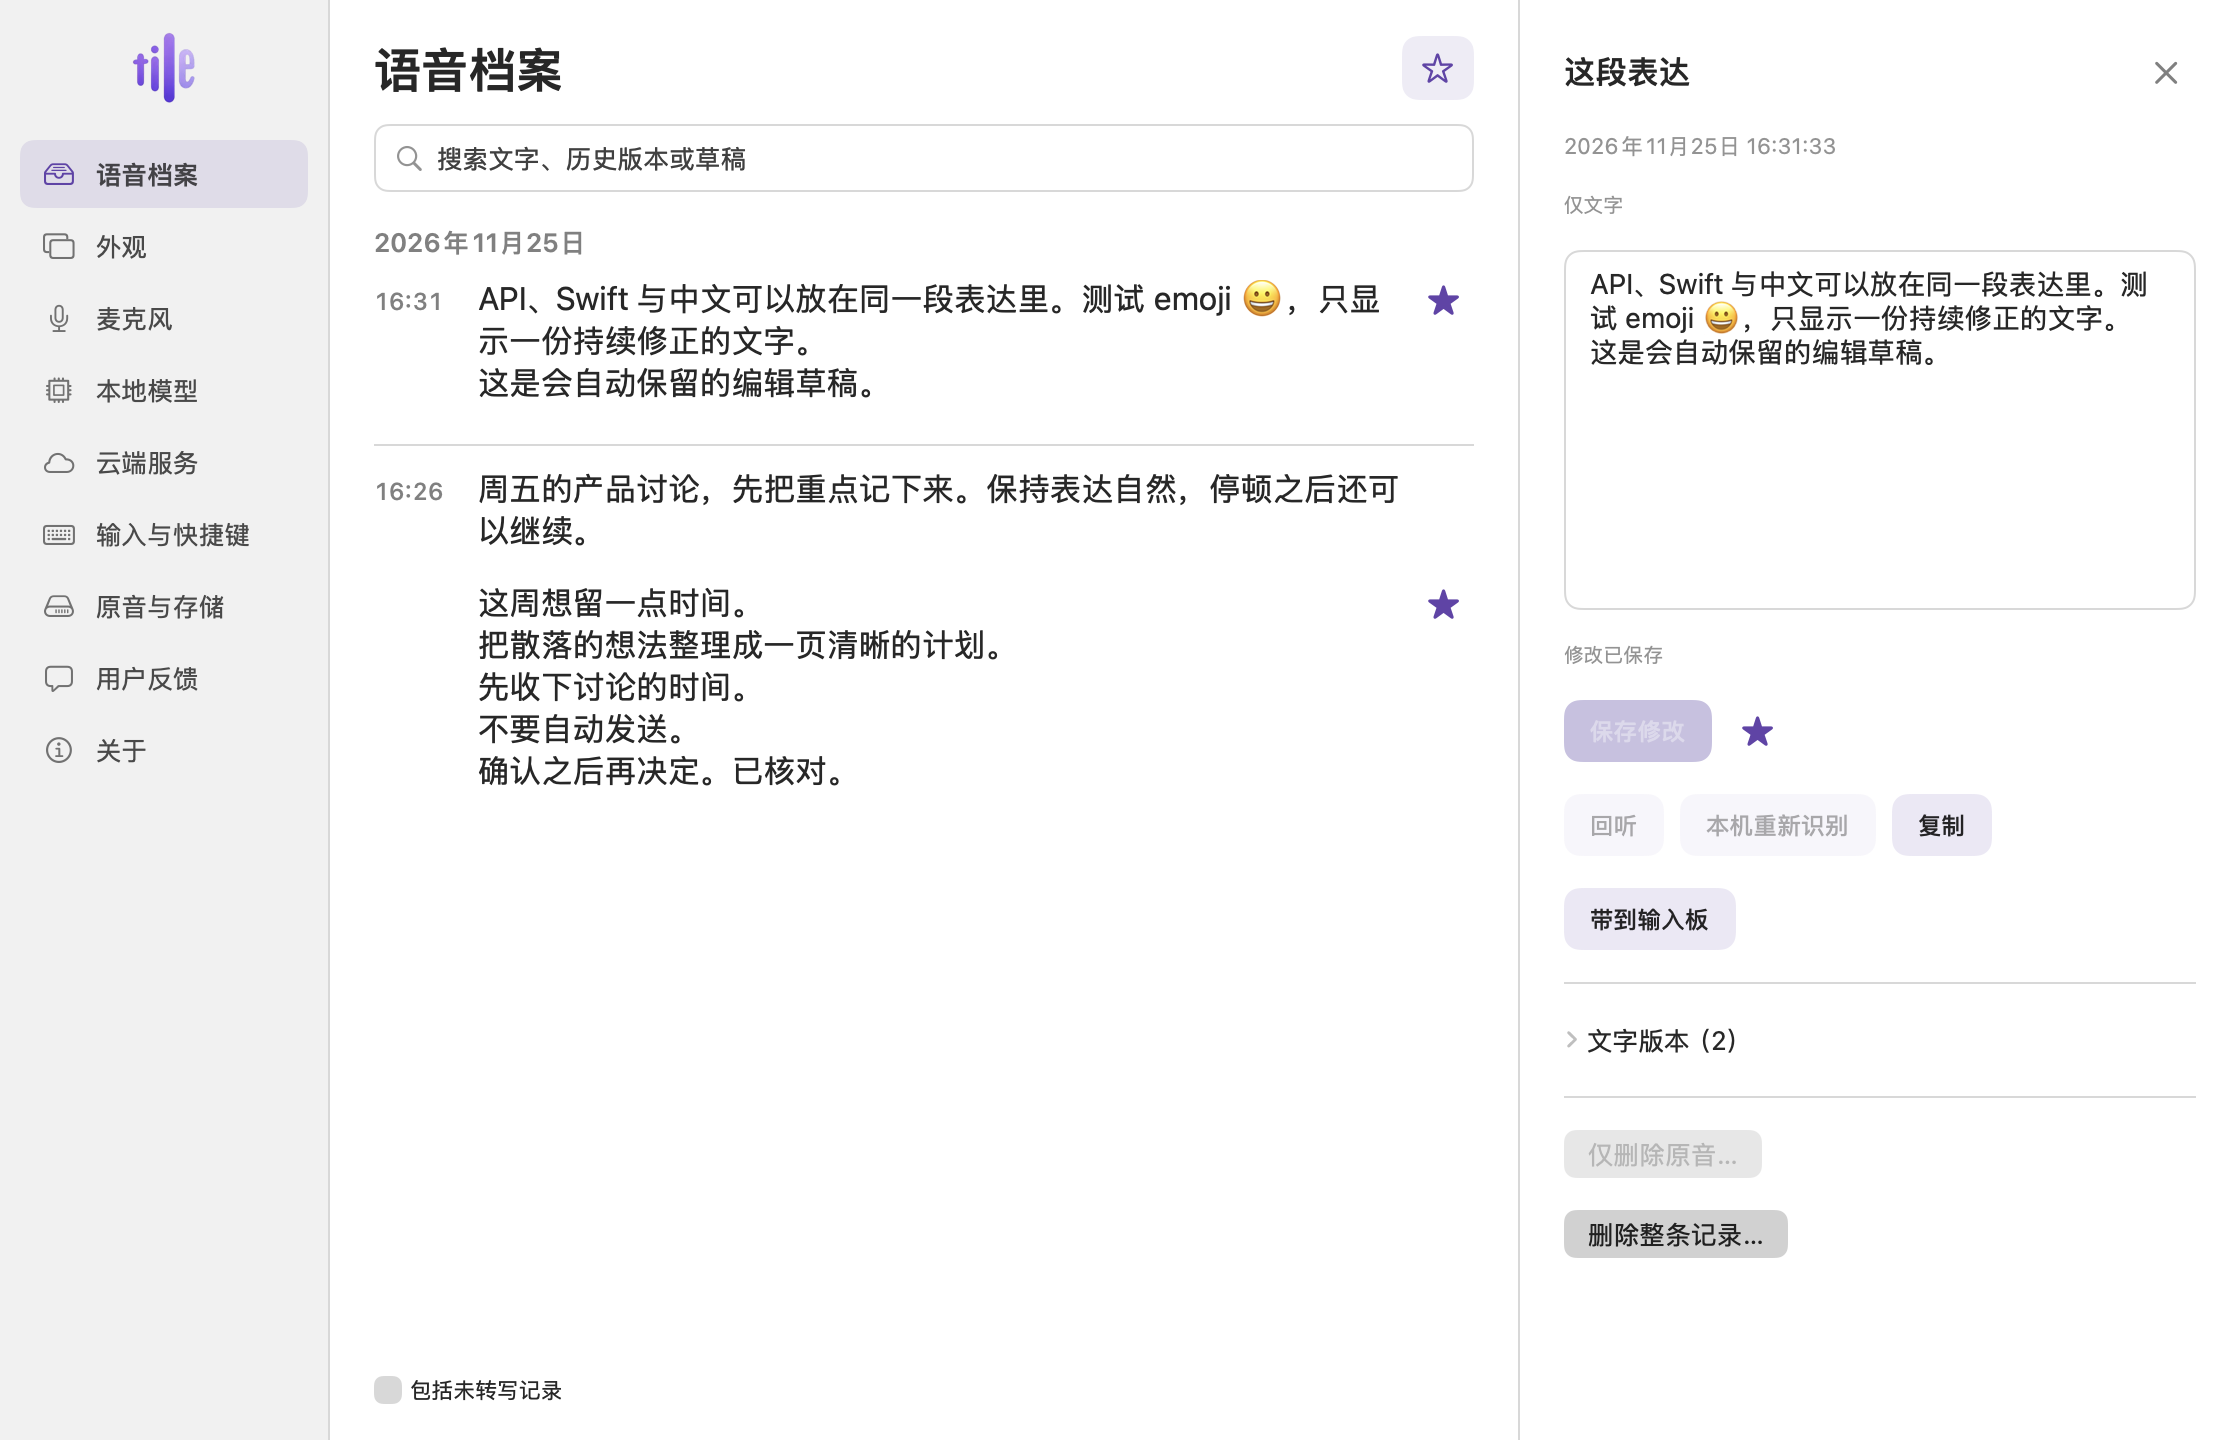 tile
语音档案
外观
麦克风
本地模型
云端服务
输入与快捷键
原音与存储
用户反馈
关于
语音档案
搜索文字、历史版本或草稿
2026年11月25日
16:31
API、Swift 与中文可以放在同一段表达里。测试 emoji 😀，只显
示一份持续修正的文字。
这是会自动保留的编辑草稿。
16:26
周五的产品讨论，先把重点记下来。保持表达自然，停顿之后还可
以继续。
这周想留一点时间。
把散落的想法整理成一页清晰的计划。
先收下讨论的时间。
不要自动发送。
确认之后再决定。已核对。
包括未转写记录
这段表达
2026年11月25日 16:31:33
仅文字
API、Swift 与中文可以放在同一段表达里。测
试 emoji 😀，只显示一份持续修正的文字。
这是会自动保留的编辑草稿。
修改已保存
保存修改
回听
本机重新识别
复制
带到输入板
文字版本 (2)
仅删除原音...
删除整条记录...